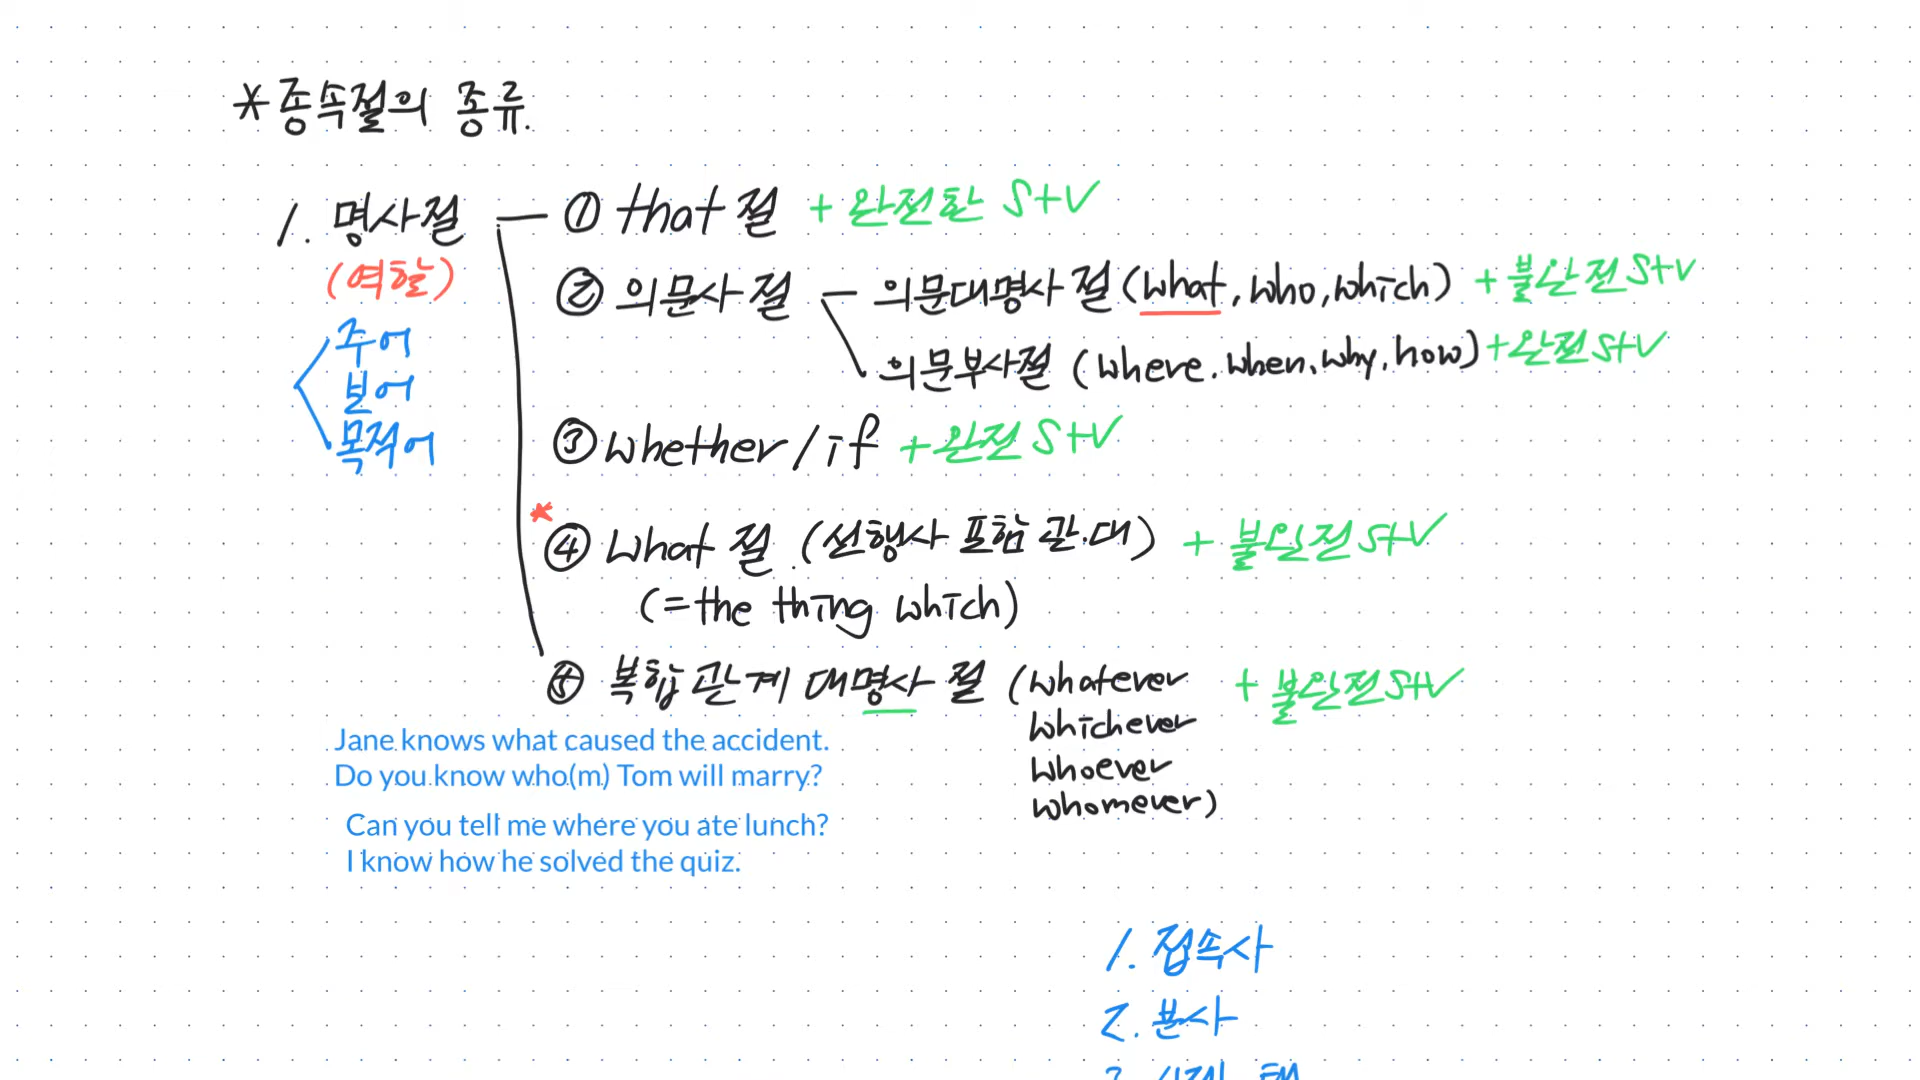 *종속절의 종류.
1. 명사절 — ① that 절 + 완전한 S+V
(역할)
주어
보어
목적어
② 의문사 절 — 의문대명사 절 (what, who, which) + 불완전 S+V
의문부사절 (where, when, why, how) + 완전 S+V
③ whether / if + 완전 S+V
*
④ what 절 (선행사 포함 관.대) + 불완전 S+V
(= the thing which)
⑤ 복합관계대명사 절 (whatever + 불완전 S+V
whichever
whoever
whomever)
Jane knows what caused the accident.
Do you know who(m) Tom will marry?
Can you tell me where you ate lunch?
I know how he solved the quiz.
1. 접속사
2. 분사